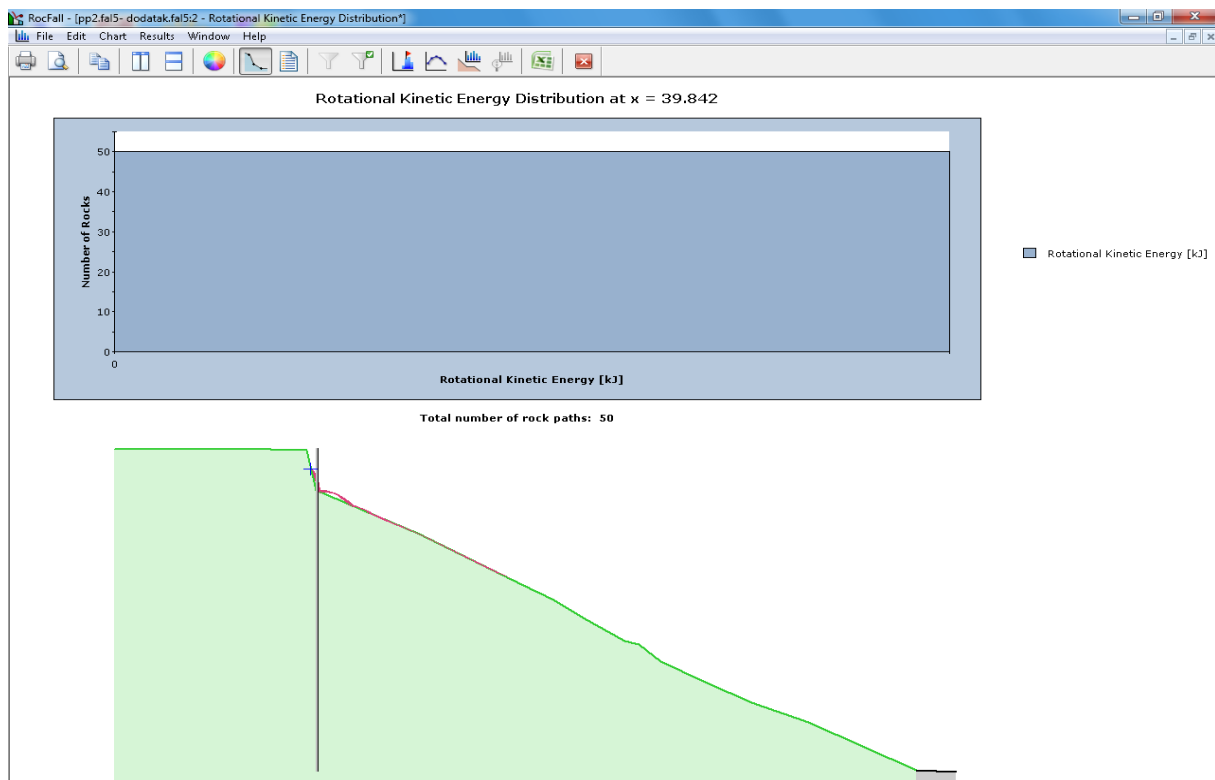 RocFall - [pp2.fal5- dodatak.fal5:2 - Rotational Kinetic Energy Distribution*]
File Edit Chart Results Window Help
Rotational Kinetic Energy Distribution at x = 39.842
50
40
30
20
10
0
Number of Rocks
0
Rotational Kinetic Energy [kJ]
Rotational Kinetic Energy [kJ]
Total number of rock paths: 50